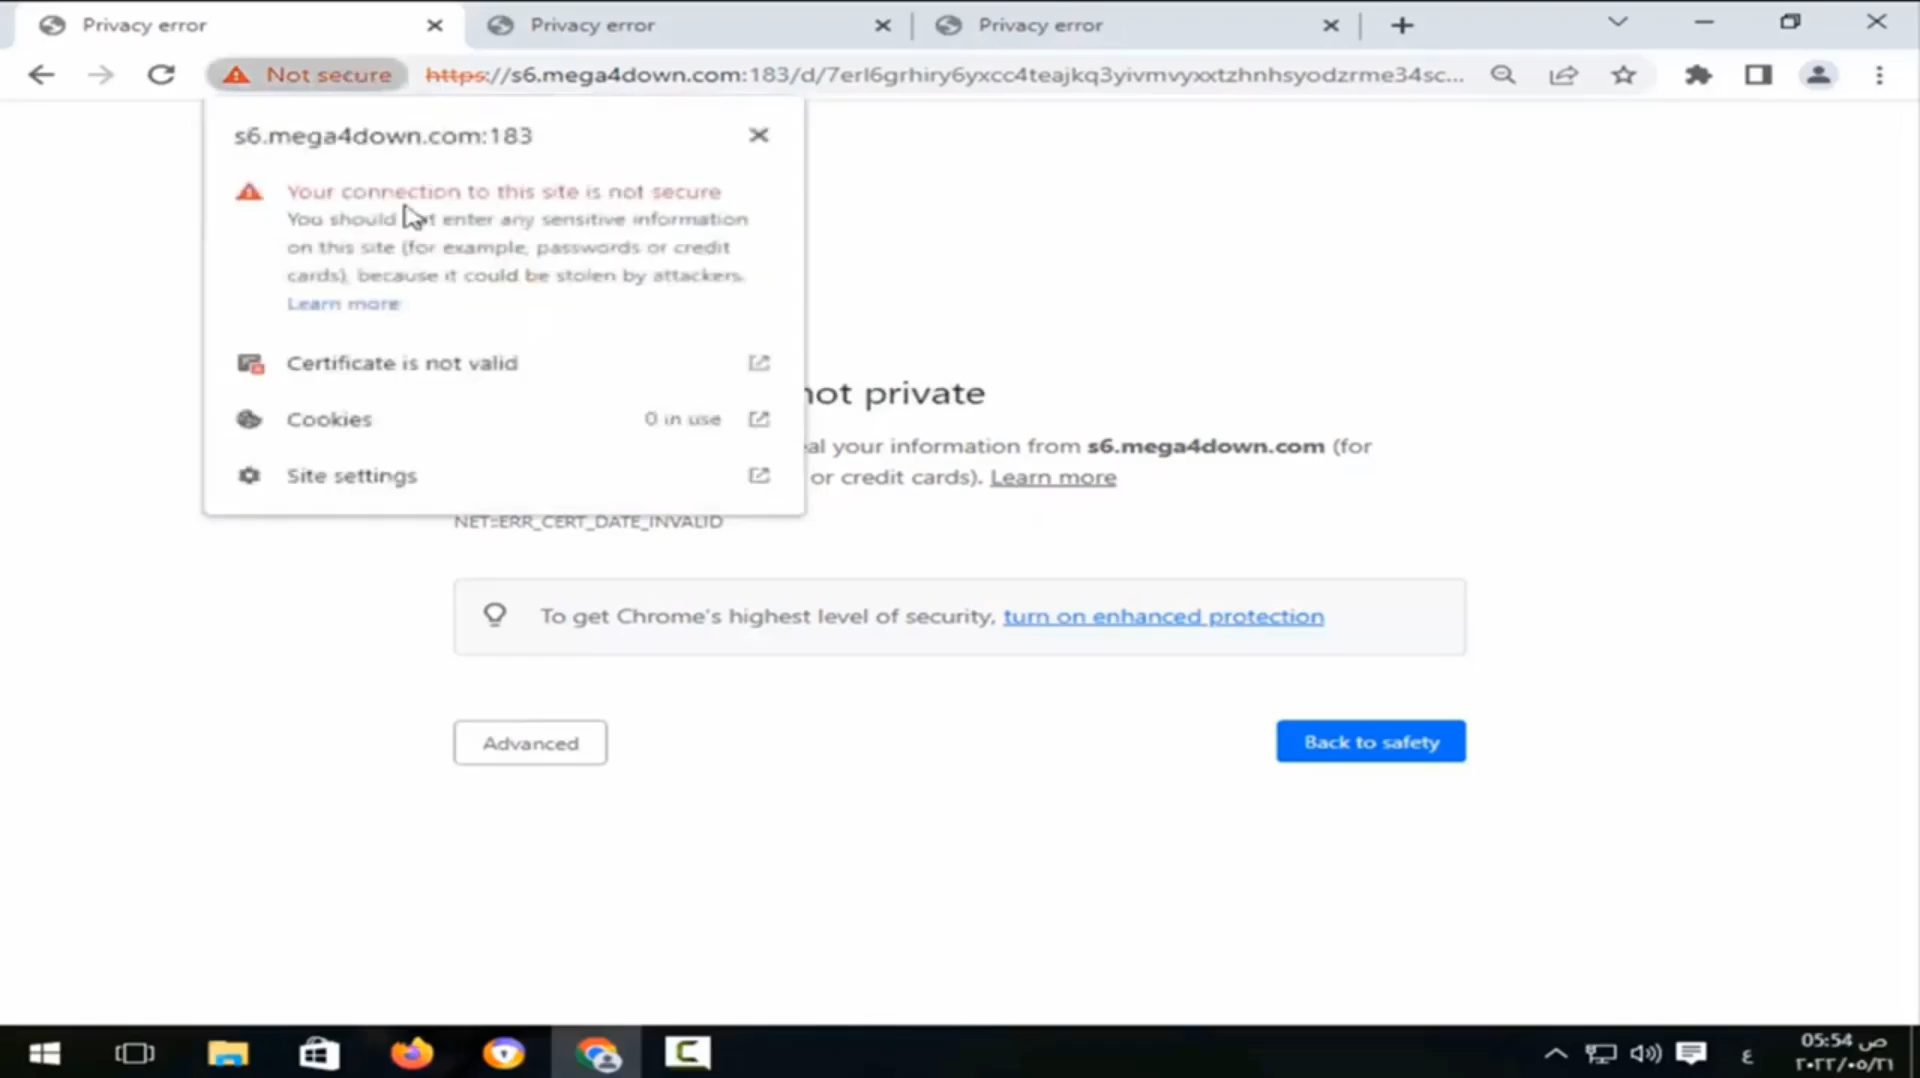 Privacy error
Privacy error
Privacy error
Not secure
https://s6.mega4down.com:183/d/7erl6grhiry6yxcc4teajkq3yivmvyxxtzhnhsyodzrme34sc...
s6.mega4down.com:183
Your connection to this site is not secure
You should t enter any sensitive information
on this site (for example, passwords or credit
cards), because it could be stolen by attackers.
Learn more
Certificate is not valid
Cookies
0 in use
Site settings
not private
al your information from s6.mega4down.com (for
or credit cards). Learn more
NET::ERR_CERT_DATE_INVALID
To get Chrome's highest level of security, turn on enhanced protection
Advanced
Back to safety
ع
05:54 ص
٢٠٢٢/٠٥/٢١